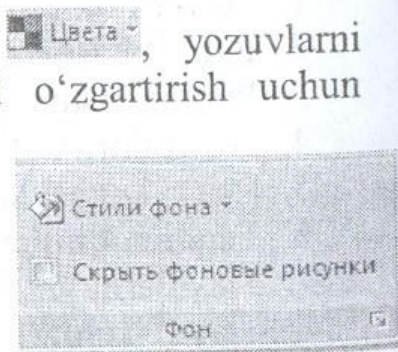 Цвета, yozuvlarni
o‘zgartirish uchun
Стили фона
Скрыть фоновые рисунки
Фон